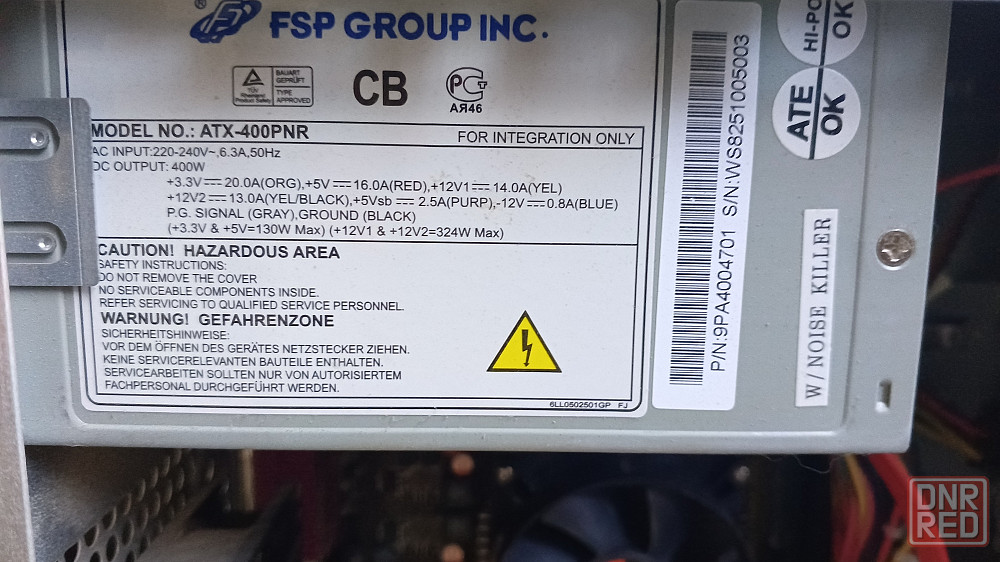 ® FSP GROUP INC.
TÜV Rheinland Product Safety
BAUART GEPRÜFT
TYPE APPROVED
CB
PG
АЯ46
MODEL NO.: ATX-400PNR FOR INTEGRATION ONLY
AC INPUT:220-240V~,6.3A,50Hz
DC OUTPUT: 400W
+3.3V⎓20.0A(ORG),+5V⎓16.0A(RED),+12V1⎓14.0A(YEL)
+12V2⎓13.0A(YEL/BLACK),+5Vsb⎓2.5A(PURP),-12V⎓0.8A(BLUE)
P.G. SIGNAL (GRAY),GROUND (BLACK)
(+3.3V & +5V=130W Max) (+12V1 & +12V2=324W Max)
CAUTION! HAZARDOUS AREA
SAFETY INSTRUCTIONS:
DO NOT REMOVE THE COVER
NO SERVICEABLE COMPONENTS INSIDE.
REFER SERVICING TO QUALIFIED SERVICE PERSONNEL.
WARNUNG! GEFAHRENZONE
SICHERHEITSHINWEISE:
VOR DEM ÖFFNEN DES GERÄTES NETZSTECKER ZIEHEN.
KEINE SERVICERELEVANTEN BAUTEILE ENTHALTEN.
SERVICEARBEITEN SOLLTEN NUR VON AUTORISIERTEM
FACHPERSONAL DURCHGEFÜHRT WERDEN.
6LL0502501GP FJ
P/N:9PA4004701 S/N:WS8251005003
HI-PO
OK
ATE
OK
W/NOISE KILLER
DNR
RED